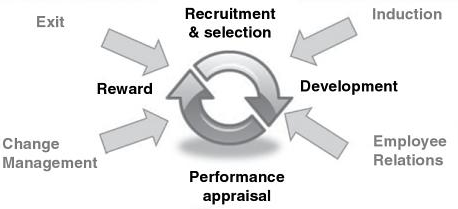 Exit
Recruitment
& selection
Induction
Reward
Development
Change
Management
Employee
Relations
Performance
appraisal